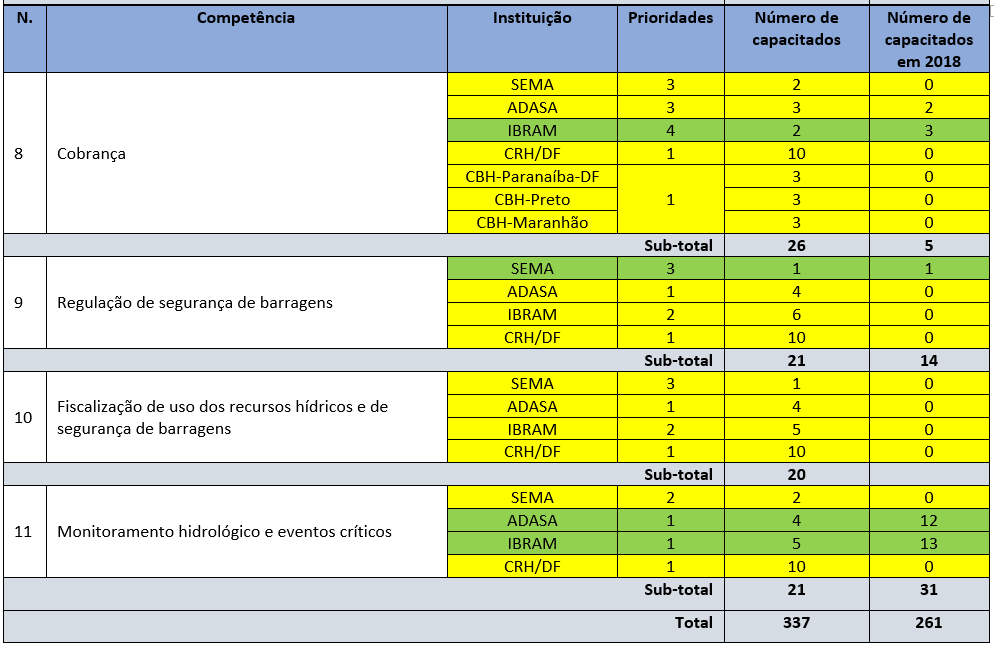 N. Competência Instituição Prioridades Número de capacitados Número de capacitados em 2018
8 Cobrança
SEMA 3 2 0
ADASA 3 3 2
IBRAM 4 2 3
CRH/DF 1 10 0
CBH-Paranaíba-DF 1 3 0
CBH-Preto 3 0
CBH-Maranhão 3 0
Sub-total 26 5
9 Regulação de segurança de barragens
SEMA 3 1 1
ADASA 1 4 0
IBRAM 2 6 0
CRH/DF 1 10 0
Sub-total 21 14
10 Fiscalização de uso dos recursos hídricos e de
segurança de barragens
SEMA 3 1 0
ADASA 1 4 0
IBRAM 2 5 0
CRH/DF 1 10 0
Sub-total 20
11 Monitoramento hidrológico e eventos críticos
SEMA 2 2 0
ADASA 1 4 12
IBRAM 1 5 13
CRH/DF 1 10 0
Sub-total 21 31
Total 337 261